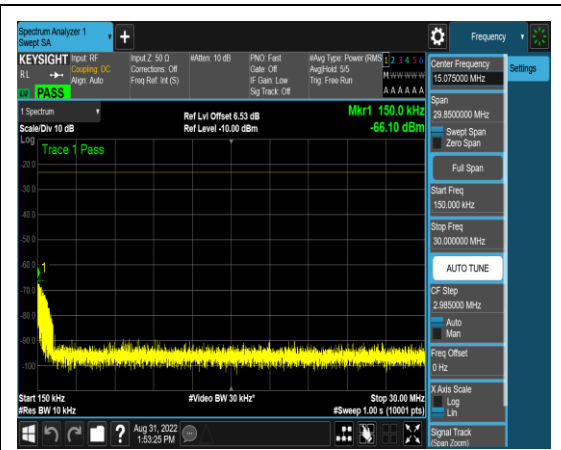 Spectrum Analyzer 1
Swept SA
Frequency
KEYSIGHT
RL
Input: RF
Coupling: DC
Align: Auto
Input Z: 50 Ω
Corrections: Off
Freq Ref: Int (S)
#Atten: 10 dB
PNO: Fast
Gate: Off
IF Gain: Low
Sig Track: Off
#Avg Type: Power (RMS
Avg|Hold: 5/5
Trig: Free Run
1 2 3 4 5 6
M W W W W W
A A A A A A
PASS
1 Spectrum
Scale/Div 10 dB
Ref Lvl Offset 6.53 dB
Ref Level -10.00 dBm
Mkr1 150.0 kHz
-66.10 dBm
Log
Trace 1 Pass
-20.0
-30.0
-40.0
-50.0
-60.0
-70.0
-80.0
-90.0
-100
1
Start 150 kHz
#Res BW 10 kHz
#Video BW 30 kHz*
Stop 30.00 MHz
#Sweep 1.00 s (10001 pts)
Aug 31, 2022
1:53:25 PM
Center Frequency
15.075000 MHz
Settings
Span
29.8500000 MHz
Swept Span
Zero Span
Full Span
Start Freq
150.000 kHz
Stop Freq
30.000000 MHz
AUTO TUNE
CF Step
2.985000 MHz
Auto
Man
Freq Offset
0 Hz
X Axis Scale
Log
Lin
Signal Track
(Span Zoom)